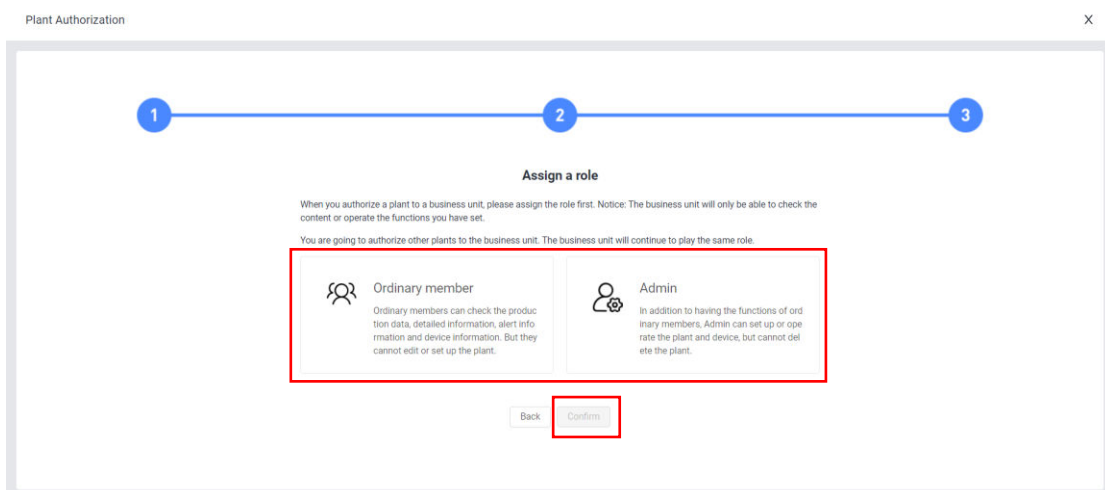 Plant Authorization
X
1
2
3
Assign a role
When you authorize a plant to a business unit, please assign the role first. Notice: The business unit will only be able to check the
content or operate the functions you have set.
You are going to authorize other plants to the business unit. The business unit will continue to play the same role.
Ordinary member
Ordinary members can check the produc
tion data, detailed information, alert info
rmation and device information. But they
cannot edit or set up the plant.
Admin
In addition to having the functions of ord
inary members, Admin can set up or ope
rate the plant and device, but cannot del
ete the plant.
Back
Confirm